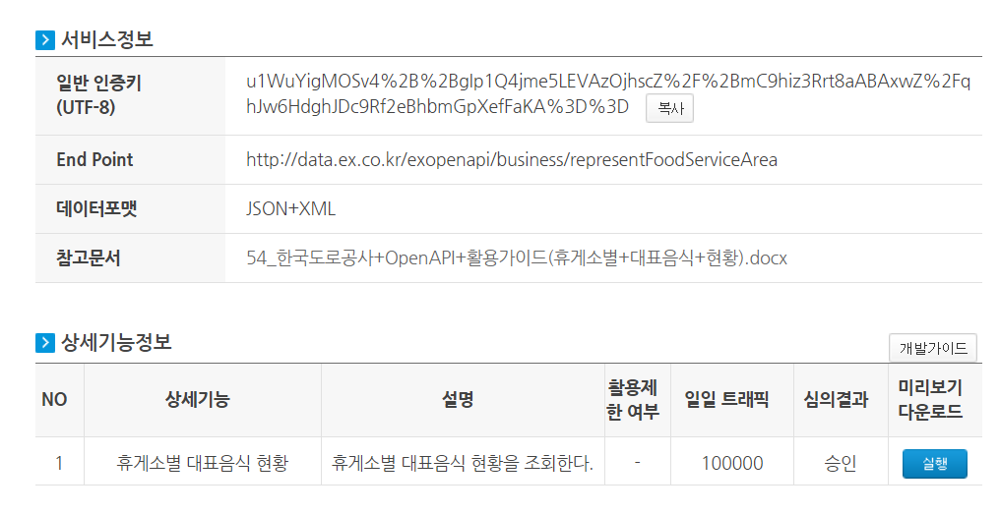 서비스정보
일반 인증키
(UTF-8)
u1WuYigMOSv4%2B%2BgIp1Q4jme5LEVAzOjhscZ%2F%2BmC9hiz3Rrt8aABAxwZ%2Fq
hJw6HdghJDc9Rf2eBhbmGpXefFaKA%3D%3D 복사
End Point http://data.ex.co.kr/exopenapi/business/representFoodServiceArea
데이터포맷 JSON+XML
참고문서 54_한국도로공사+OpenAPI+활용가이드(휴게소별+대표음식+현황).docx
상세기능정보 개발가이드
NO 상세기능 설명 활용제 한 여부 일일 트래픽 심의결과 미리보기 다운로드
1 휴게소별 대표음식 현황 휴게소별 대표음식 현황을 조회한다. - 100000 승인 실행